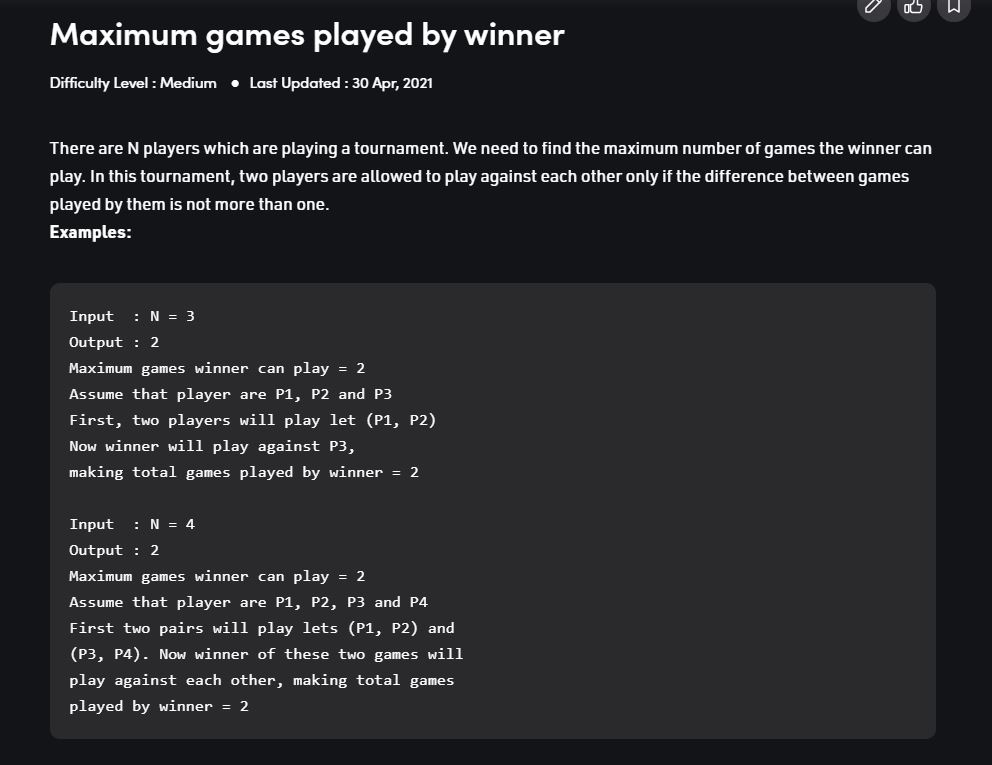 Maximum games played by winner
Difficulty Level : Medium ● Last Updated : 30 Apr, 2021
There are N players which are playing a tournament. We need to find the maximum number of games the winner can
play. In this tournament, two players are allowed to play against each other only if the difference between games
played by them is not more than one.
Examples:
Input  : N = 3
Output : 2
Maximum games winner can play = 2
Assume that player are P1, P2 and P3
First, two players will play let (P1, P2)
Now winner will play against P3,
making total games played by winner = 2
Input  : N = 4
Output : 2
Maximum games winner can play = 2
Assume that player are P1, P2, P3 and P4
First two pairs will play lets (P1, P2) and
(P3, P4). Now winner of these two games will
play against each other, making total games
played by winner = 2